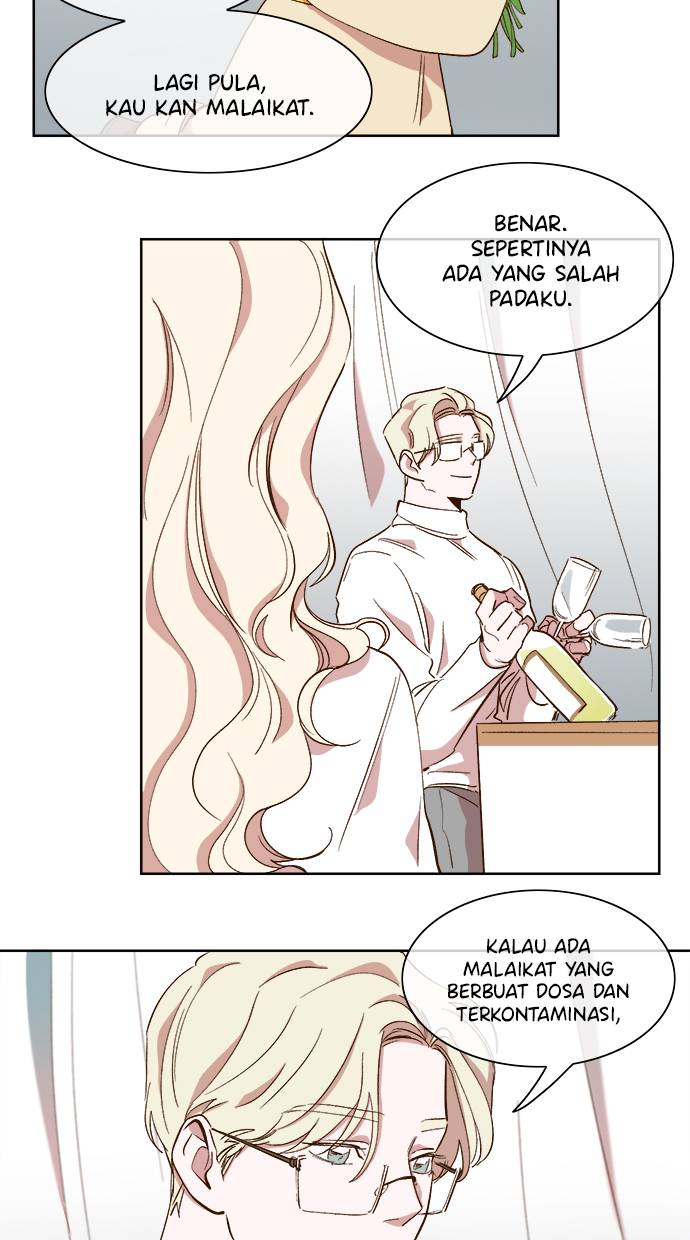 LAGI PULA,
KAU KAN MALAIKAT.
BENAR.
SEPERTINYA
ADA YANG SALAH
PADAKU.
KALAU ADA
MALAIKAT YANG
BERBUAT DOSA DAN
TERKONTAMINASI,